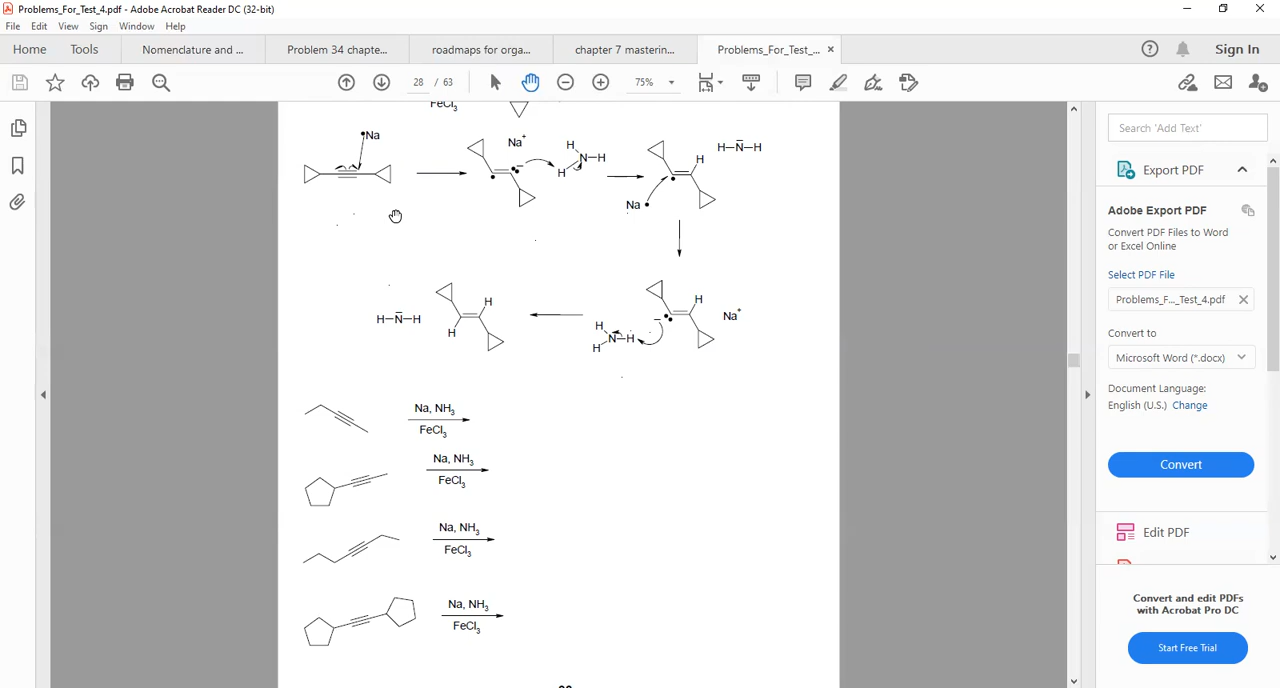 Problems_For_Test_4.pdf - Adobe Acrobat Reader DC (32-bit)
File Edit View Sign Window Help
Home Tools Nomenclature and ... Problem 34 chapte... roadmaps for orga... chapter 7 masterin... Problems_For_Test_... × Sign In
28 / 63 75%
Search 'Add Text'
Export PDF
Adobe Export PDF
Convert PDF Files to Word
or Excel Online
Select PDF File
Problems_F..._Test_4.pdf
Convert to
Microsoft Word (*.docx)
Document Language:
English (U.S.) Change
Convert
Edit PDF
Convert and edit PDFs
with Acrobat Pro DC
Start Free Trial
FeCl3
Na
Na+
H
N—H
H
H
H—N—H
Na
H
Na+
H
N—H
H
H
H
H—N—H
Na, NH3
FeCl3
Na, NH3
FeCl3
Na, NH3
FeCl3
Na, NH3
FeCl3